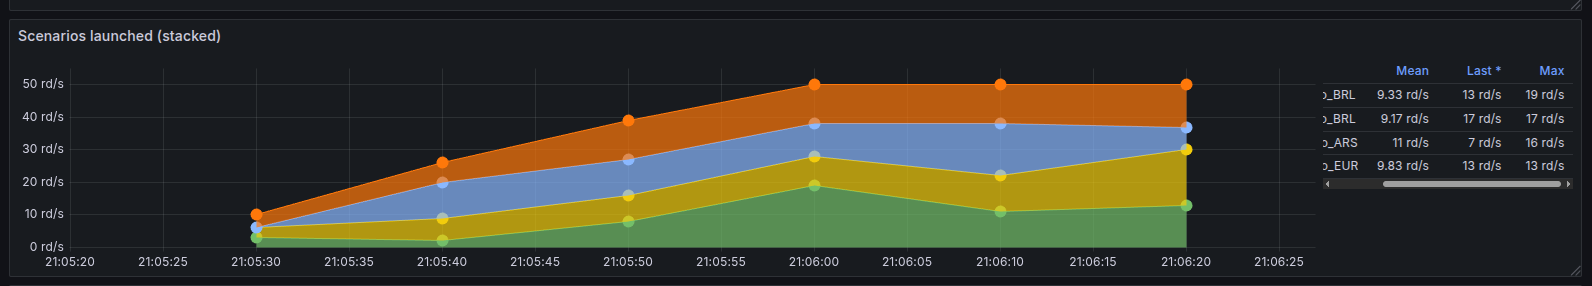 Scenarios launched (stacked)
Mean Last * Max
50 rd/s
40 rd/s
30 rd/s
20 rd/s
10 rd/s
0 rd/s
21:05:20 21:05:25 21:05:30 21:05:35 21:05:40 21:05:45 21:05:50 21:05:55 21:06:00 21:06:05 21:06:10 21:06:15 21:06:20 21:06:25
o_BRL 9.33 rd/s 13 rd/s 19 rd/s
o_BRL 9.17 rd/s 17 rd/s 17 rd/s
o_ARS 11 rd/s 7 rd/s 16 rd/s
o_EUR 9.83 rd/s 13 rd/s 13 rd/s